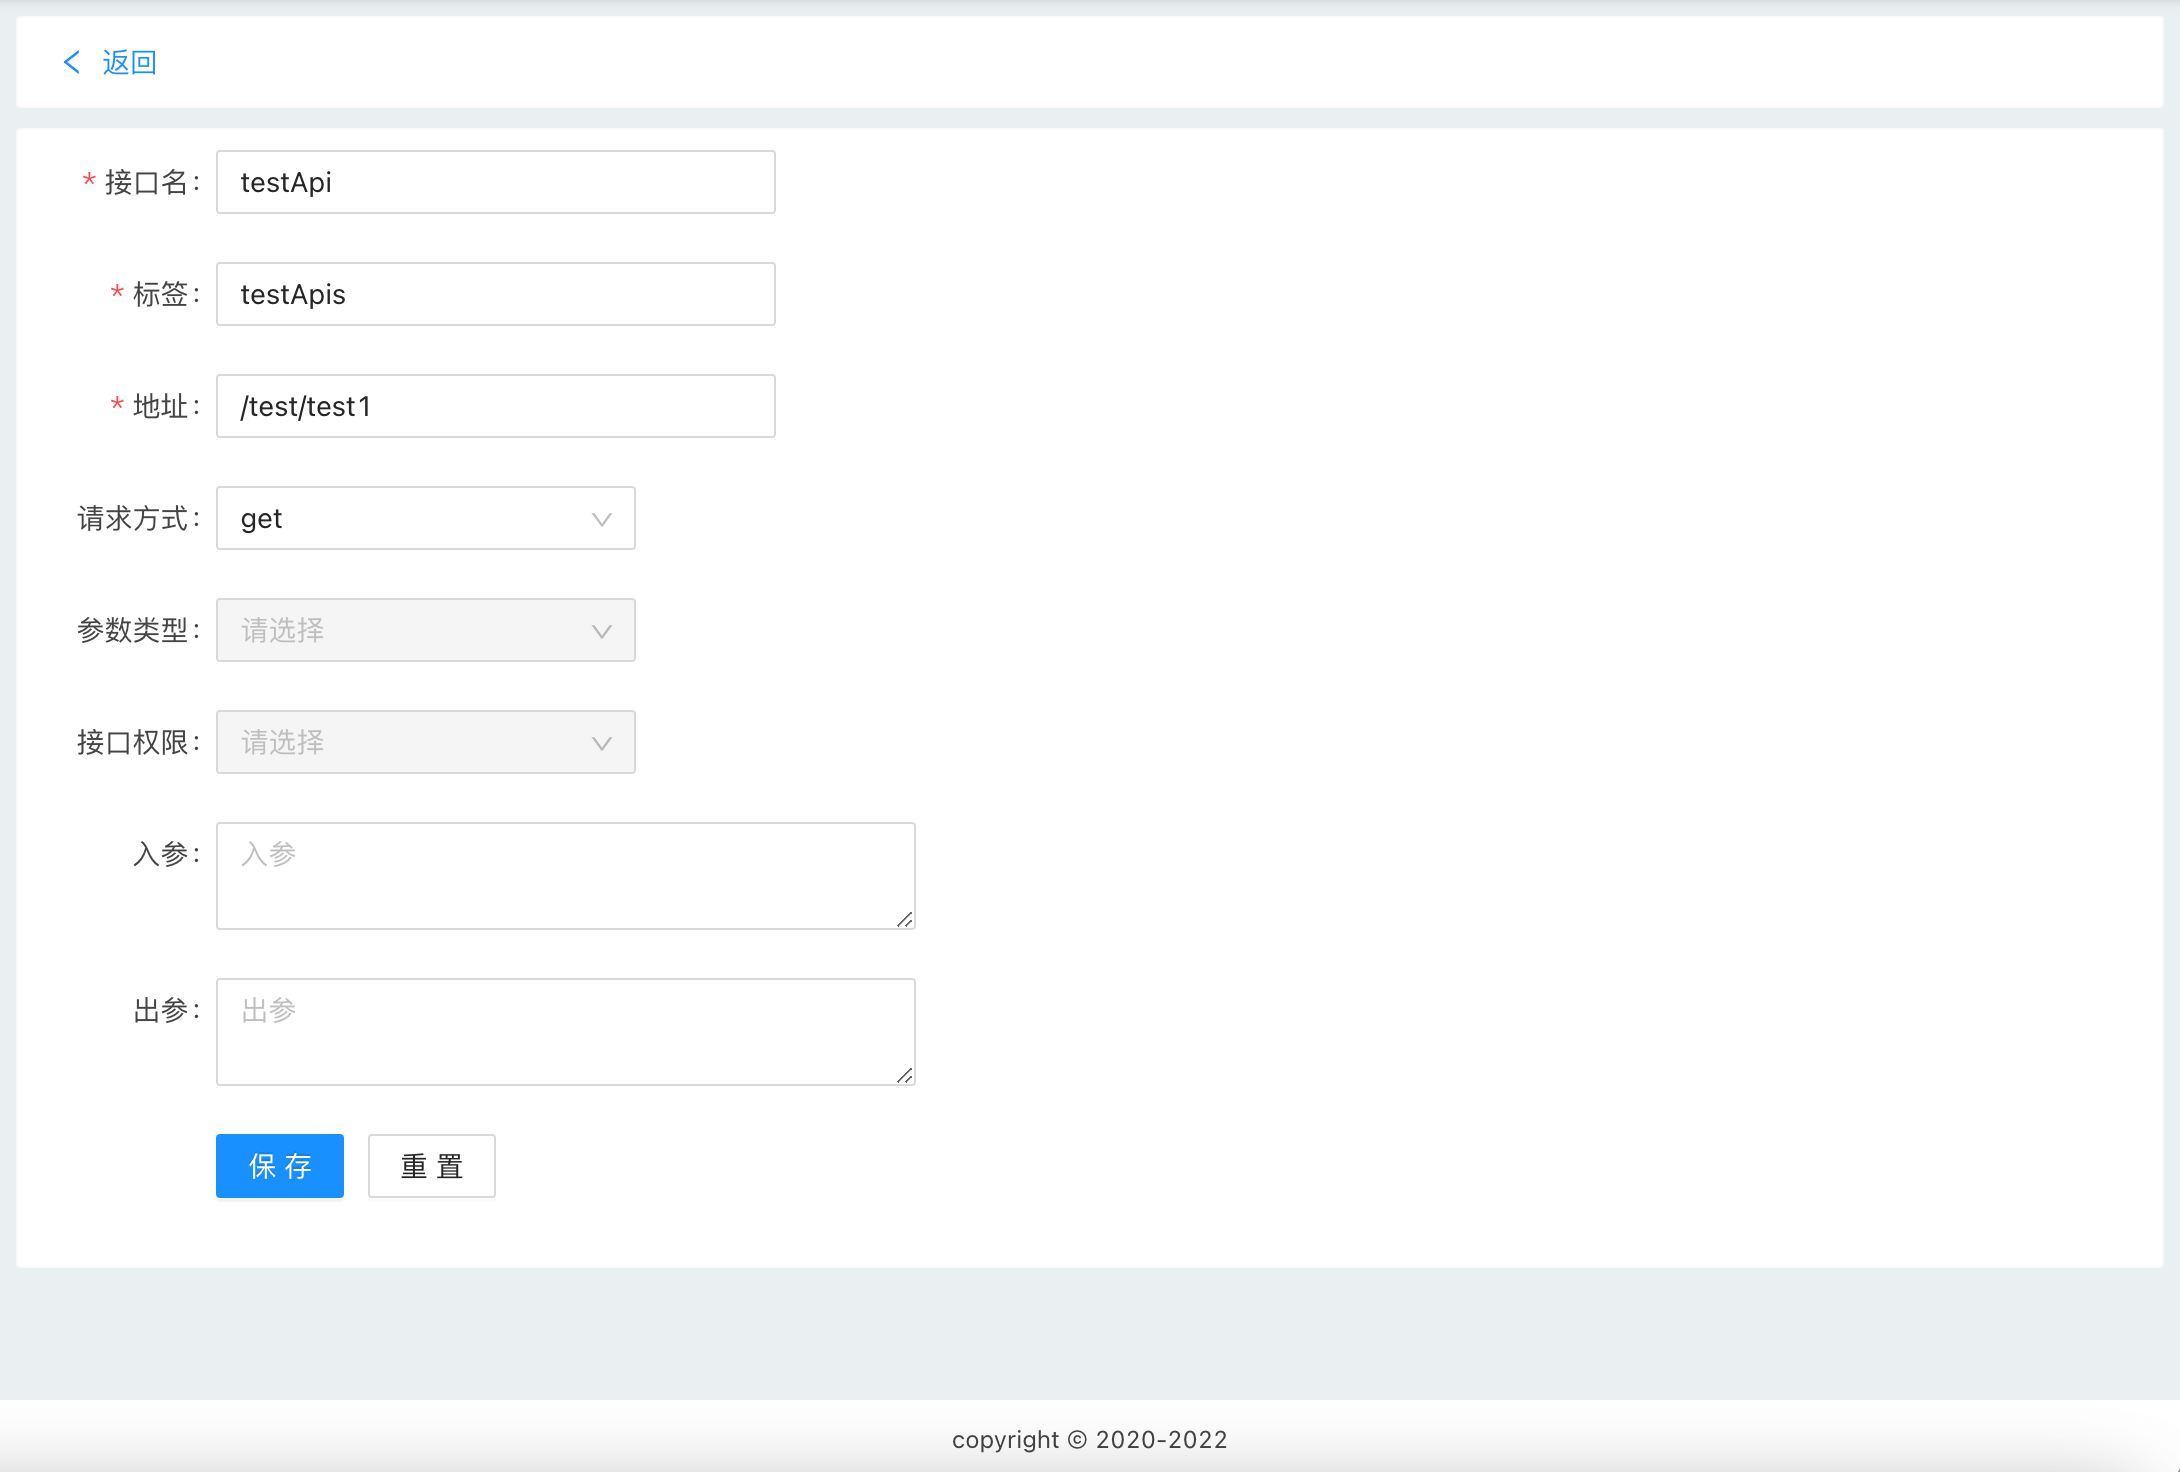 返回
* 接口名: testApi
* 标签: testApis
* 地址: /test/test1
请求方式: get
参数类型: 请选择
接口权限: 请选择
入参: 入参
出参: 出参
保 存 重 置
copyright © 2020-2022